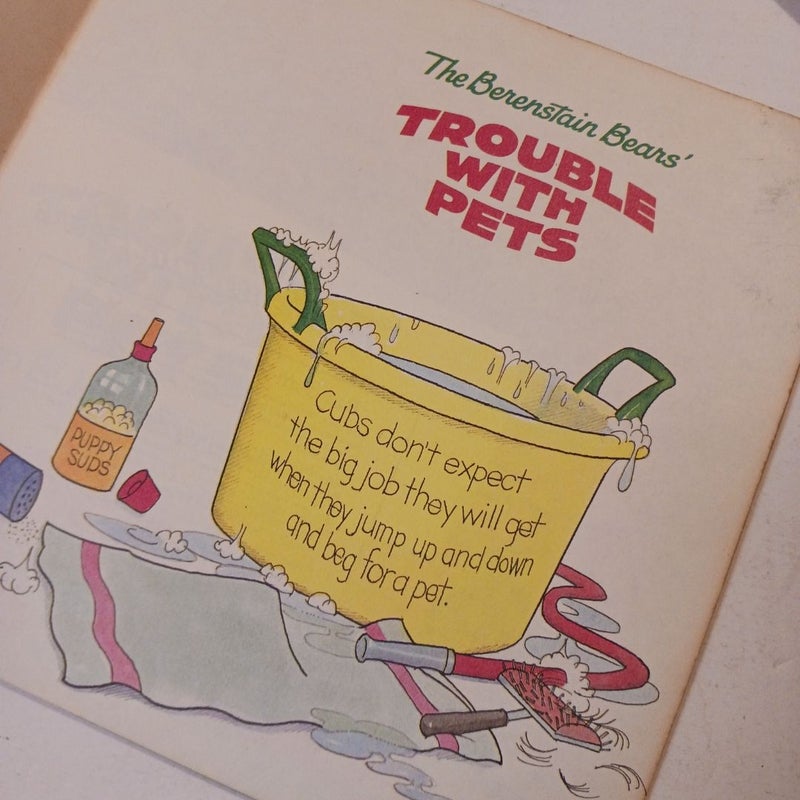 The Berenstain Bears'
TROUBLE
WITH
PETS
PUPPY
SUDS
Cubs don't expect
the big job they will get
when they jump up and down
and beg for a pet.